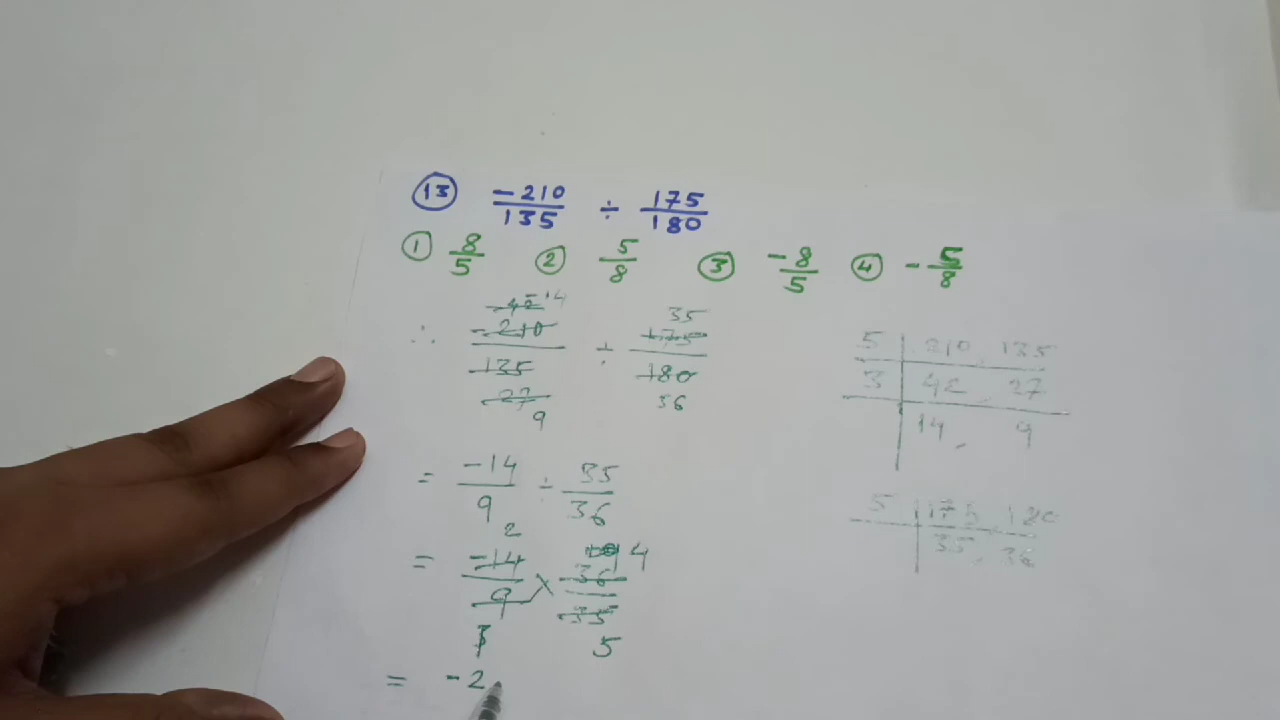 13 -210/135 ÷ 175/180
1 8/5 2 5/8 3 -8/5 4 -5/8
-42 -14 35
∴ -210/135 ÷ 175/180
27 9 36
5 | 210, 135
3 | 42, 27
14, 9
= -14/9 ÷ 35/36
5 | 175, 180
35, 36
2 4
= -14/9 × 36/35
5
= -2